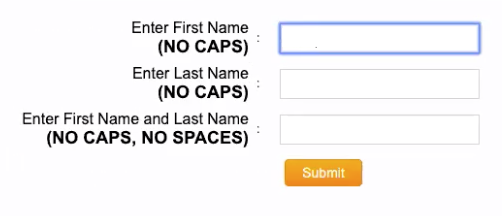 Enter First Name
(NO CAPS) :
Enter Last Name
(NO CAPS) :
Enter First Name and Last Name
(NO CAPS, NO SPACES) :
Submit